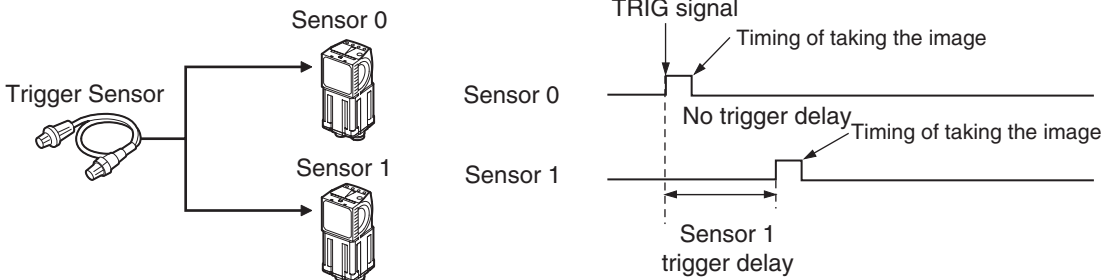 Sensor 0
Trigger Sensor
Sensor 1
TRIG signal
Timing of taking the image
Sensor 0
No trigger delay
Timing of taking the image
Sensor 1
Sensor 1
trigger delay